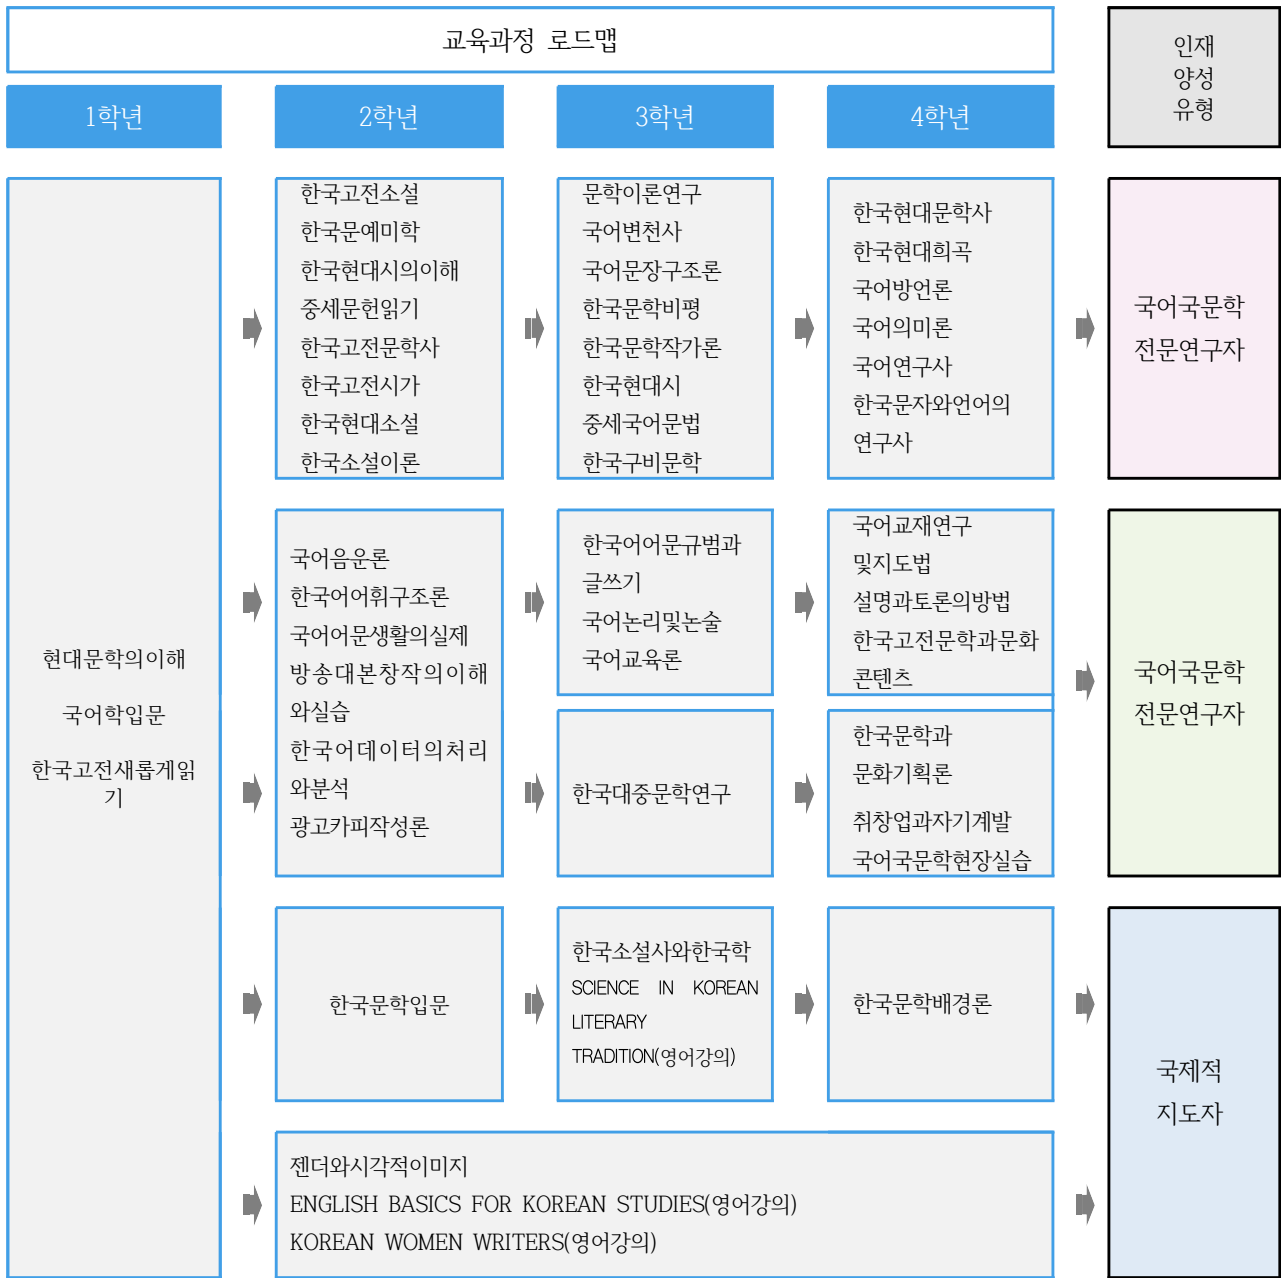 교육과정 로드맵
인재
양성
유형
1학년
2학년
3학년
4학년
현대문학의이해
국어학입문
한국고전새롭게읽
기
한국고전소설
한국문예미학
한국현대시의이해
중세문헌읽기
한국고전문학사
한국고전시가
한국현대소설
한국소설이론
문학이론연구
국어변천사
국어문장구조론
한국문학비평
한국문학작가론
한국현대시
중세국어문법
한국구비문학
한국현대문학사
한국현대희곡
국어방언론
국어의미론
국어연구사
한국문자와언어의
연구사
국어국문학
전문연구자
국어음운론
한국어어휘구조론
국어어문생활의실제
방송대본창작의이해
와실습
한국어데이터의처리
와분석
광고카피작성론
한국어어문규범과
글쓰기
국어논리및논술
국어교육론
국어교재연구
및지도법
설명과토론의방법
한국고전문학과문화
콘텐츠
한국대중문학연구
한국문학과
문화기획론
취창업과자기계발
국어국문학현장실습
국어국문학
전문연구자
한국문학입문
한국소설사와한국학
SCIENCE IN KOREAN
LITERARY
TRADITION(영어강의)
한국문학배경론
젠더와시각적이미지
ENGLISH BASICS FOR KOREAN STUDIES(영어강의)
KOREAN WOMEN WRITERS(영어강의)
국제적
지도자